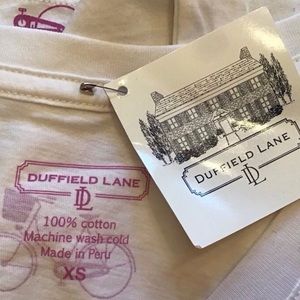 DUFFIELD LANE
DL
DUFFIELD LANE
DL
100% cotton
Machine wash cold
Made in Peru
XS